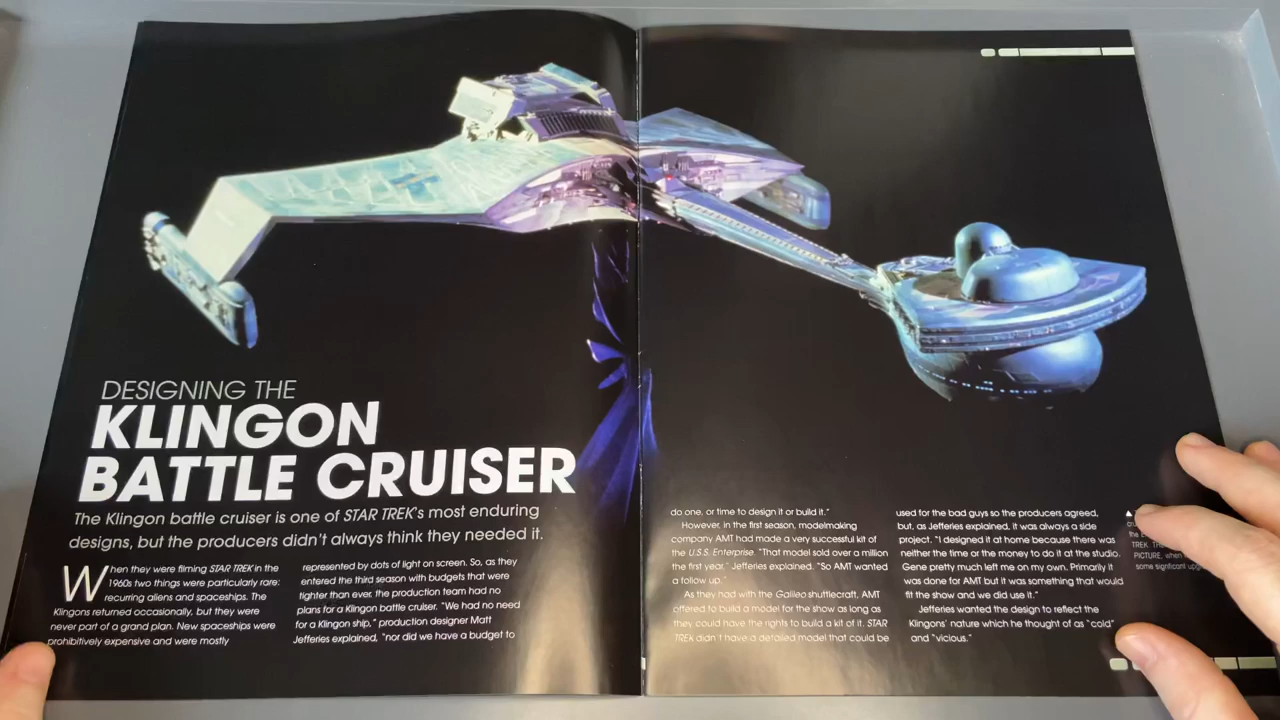 DESIGNING THE
KLINGON
BATTLE CRUISER
The Klingon battle cruiser is one of STAR TREK's most enduring
designs, but the producers didn't always think they needed it.
When they were filming STAR TREK in the
1960s two things were particularly rare:
recurring aliens and spaceships. The
Klingons returned occasionally, but they were
never part of a grand plan. New spaceships were
prohibitively expensive and were mostly
represented by dots of light on screen. So, as they
entered the third season with budgets that were
tighter than ever, the production team had no
plans for a Klingon battle cruiser. "We had no need
for a Klingon ship," production designer Matt
Jefferies explained, "nor did we have a budget to
do one, or time to design it or build it."
However, in the first season, modelmaking
company AMT had made a very successful kit of
the U.S.S. Enterprise. "That model sold over a million
the first year," Jefferies explained. "So AMT wanted
a follow up."
As they had with the Galileo shuttlecraft, AMT
offered to build a model for the show as long as
they could have the rights to build a kit of it. STAR
TREK didn't have a detailed model that could be
used for the bad guys so the producers agreed,
but, as Jefferies explained, it was always a side
project. "I designed it at home because there was
neither the time or the money to do it at the studio.
Gene pretty much left me on my own. Primarily it
was done for AMT but it was something that would
fit the show and we did use it."
Jefferies wanted the design to reflect the
Klingons' nature which he thought of as "cold"
and "vicious."
TREK
PICTURE, when
some significant